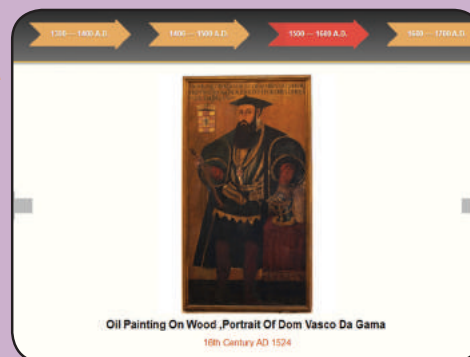 1300 — 1400 A.D.
1400 — 1500 A.D.
1500 — 1600 A.D.
1600 — 1700 A.D.
Oil Painting On Wood ,Portrait Of Dom Vasco Da Gama
16th Century AD 1524